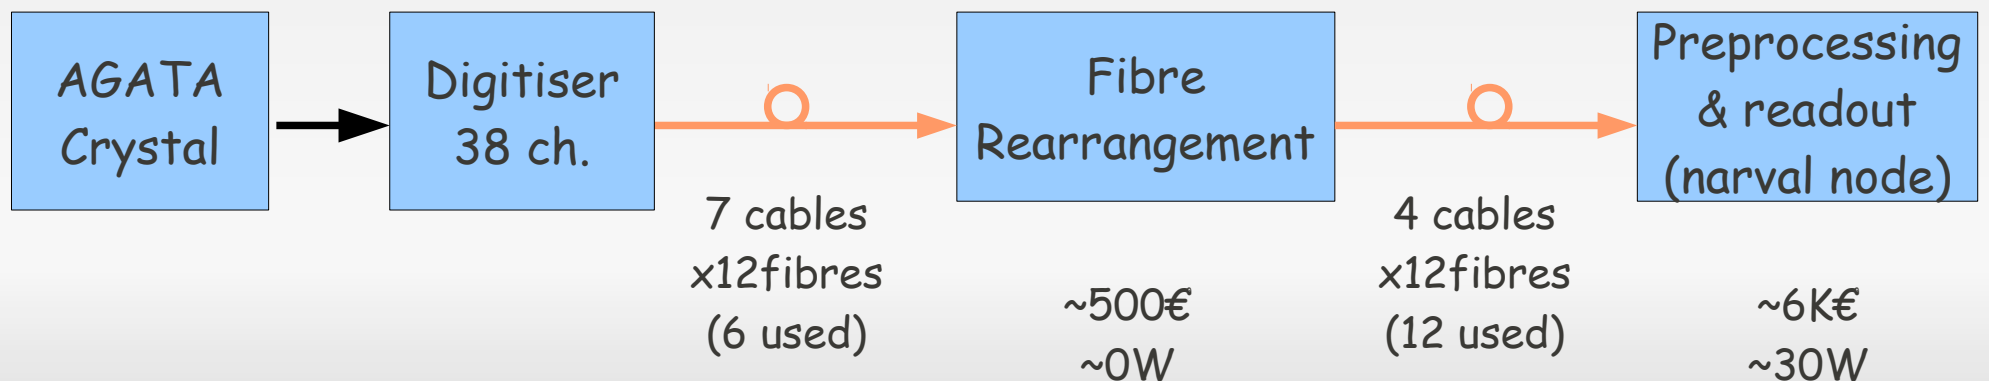 AGATA
Crystal
Digitiser
38 ch.
7 cables
x12fibres
(6 used)
Fibre
Rearrangement
~500€
~0W
4 cables
x12fibres
(12 used)
Preprocessing
& readout
(narval node)
~6K€
~30W